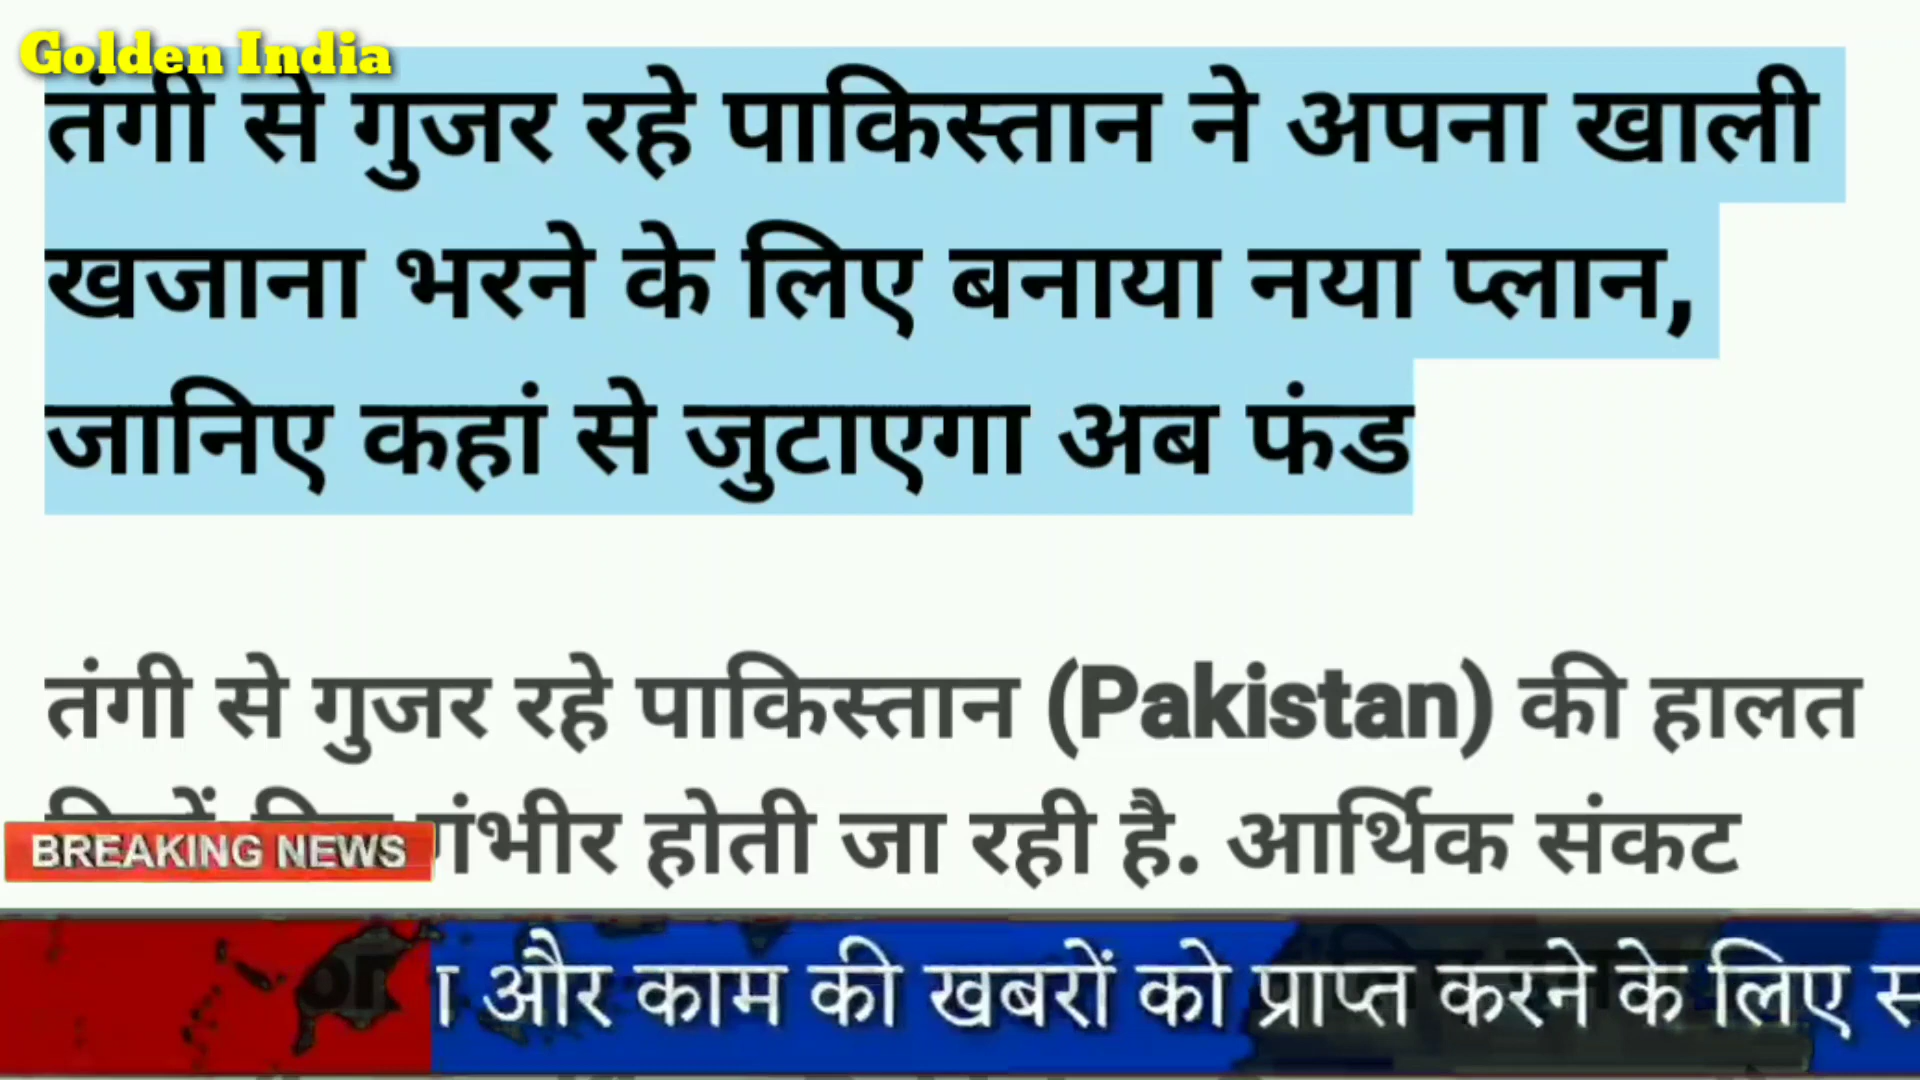 Golden India
तंगी से गुजर रहे पाकिस्तान ने अपना खाली
खजाना भरने के लिए बनाया नया प्लान,
जानिए कहां से जुटाएगा अब फंड
तंगी से गुजर रहे पाकिस्तान (Pakistan) की हालत
गंभीर होती जा रही है. आर्थिक संकट
BREAKING NEWS
और काम की खबरों को प्राप्त करने के लिए